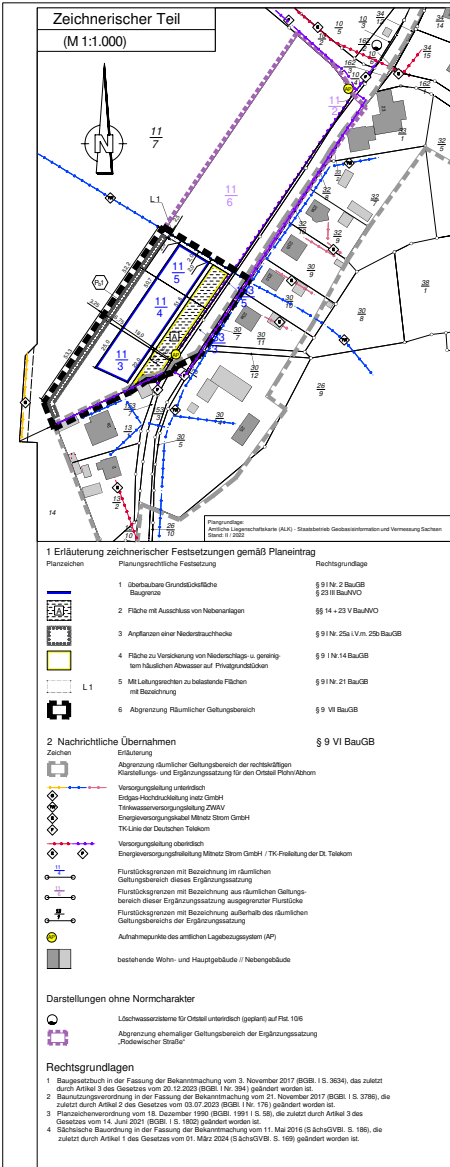 Zeichnerischer Teil
(M 1:1.000)
N
11
7
11
6
11
5
11
4
11
3
L 1
A
AP
14
Plangrundlage:
Amtliche Liegenschaftskarte (ALK) - Staatsbetrieb Geobasisinformation und Vermessung Sachsen
Stand: II / 2022
1 Erläuterung zeichnerischer Festsetzungen gemäß Planeintrag
Planzeichen Planungsrechtliche Festsetzung Rechtsgrundlage
1 überbaubare Grundstücksfläche § 9 I Nr. 2 BauGB
Baugrenze § 23 III BauNVO
A 2 Fläche mit Ausschluss von Nebenanlagen §§ 14 + 23 V BauNVO
3 Anpflanzen einer Niederstrauchhecke § 9 I Nr. 25a i.V.m. 25b BauGB
4 Fläche zu Versickerung von Niederschlags- u. gereinig- § 9 I Nr.14 BauGB
tem häuslichen Abwasser auf Privatgrundstücken
L 1 5 Mit Leitungsrechten zu belastende Flächen § 9 I Nr. 21 BauGB
mit Bezeichnung
6 Abgrenzung Räumlicher Geltungsbereich § 9 VII BauGB
2 Nachrichtliche Übernahmen § 9 VI BauGB
Zeichen Erläuterung
Abgrenzung räumlicher Geltungsbereich der rechtskräftigen
Klarstellungs- und Ergänzungssatzung für den Ortsteil Plohn/Abhorn
Versorgungsleitung unterirdisch
Erdgas-Hochdruckleitung inetz GmbH
Trinkwasserversorgungsleitung ZWAV
Energieversorgungskabel Mitnetz Strom GmbH
TK-Linie der Deutschen Telekom
Versorgungsleitung oberirdisch
Energieversorgungsfreileitung Mitnetz Strom GmbH / TK-Freileitung der Dt. Telekom
Flurstücksgrenzen mit Bezeichnung im räumlichen
Geltungsbereich dieses Ergänzungssatzung
Flurstücksgrenzen mit Bezeichnung aus räumlichen Geltungs-
bereich dieser Ergänzungssatzung ausgegrenzter Flurstücke
Flurstücksgrenzen mit Bezeichnung außerhalb des räumlichen
Geltungsbereichs der Ergänzungssatzung
AP Aufnahmepunkte des amtlichen Lagebezugssystem (AP)
bestehende Wohn- und Hauptgebäude // Nebengebäude
Darstellungen ohne Normcharakter
Löschwasserzisterne für Ortsteil unterirdisch (geplant) auf Flst. 10/6
Abgrenzung ehemaliger Geltungsbereich der Ergänzungssatzung
„Rodewischer Straße“
Rechtsgrundlagen
1 Baugesetzbuch in der Fassung der Bekanntmachung vom 3. November 2017 (BGBl. I S. 3634), das zuletzt
durch Artikel 3 des Gesetzes vom 20.12.2023 (BGBl. I Nr. 394) geändert worden ist.
2 Baunutzungsverordnung in der Fassung der Bekanntmachung vom 21. November 2017 (BGBl. I S. 3786), die
zuletzt durch Artikel 2 des Gesetzes vom 03.07.2023 (BGBl. I Nr. 176) geändert worden ist.
3 Planzeichenverordnung vom 18. Dezember 1990 (BGBl. 1991 I S. 58), die zuletzt durch Artikel 3 des
Gesetzes vom 14. Juni 2021 (BGBl. I S. 1802) geändert worden ist.
4 Sächsische Bauordnung in der Fassung der Bekanntmachung vom 11. Mai 2016 (SächsGVBl. S. 186), die
zuletzt durch Artikel 1 des Gesetzes vom 01. März 2024 (SächsGVBl. S. 169) geändert worden ist.